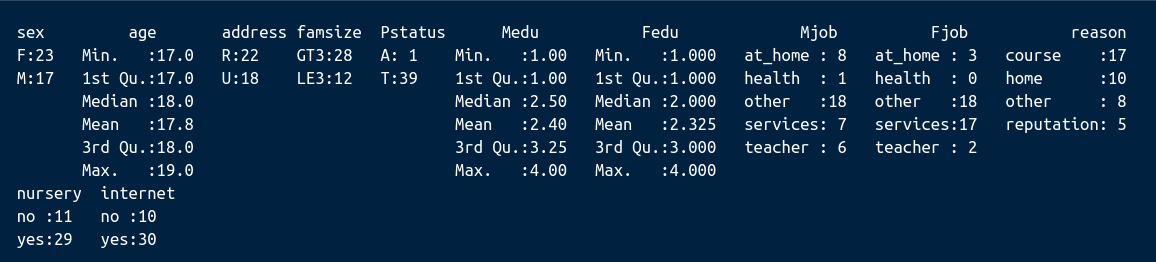 sex         age      address famsize  Pstatus      Medu           Fedu             Mjob          Fjob           reason
F:23   Min.   :17.0   R:22    GT3:28   A: 1    Min.   :1.00   Min.   :1.000   at_home : 8   at_home : 3   course    :17
M:17   1st Qu.:17.0   U:18    LE3:12   T:39    1st Qu.:1.00   1st Qu.:1.000   health  : 1   health  : 0   home      :10
       Median :18.0                            Median :2.50   Median :2.000   other   :18   other   :18   other     : 8
       Mean   :17.8                            Mean   :2.40   Mean   :2.325   services: 7   services:17   reputation: 5
       3rd Qu.:18.0                            3rd Qu.:3.25   3rd Qu.:3.000   teacher : 6   teacher : 2
       Max.   :19.0                            Max.   :4.00   Max.   :4.000
nursery  internet
no :11   no :10
yes:29   yes:30